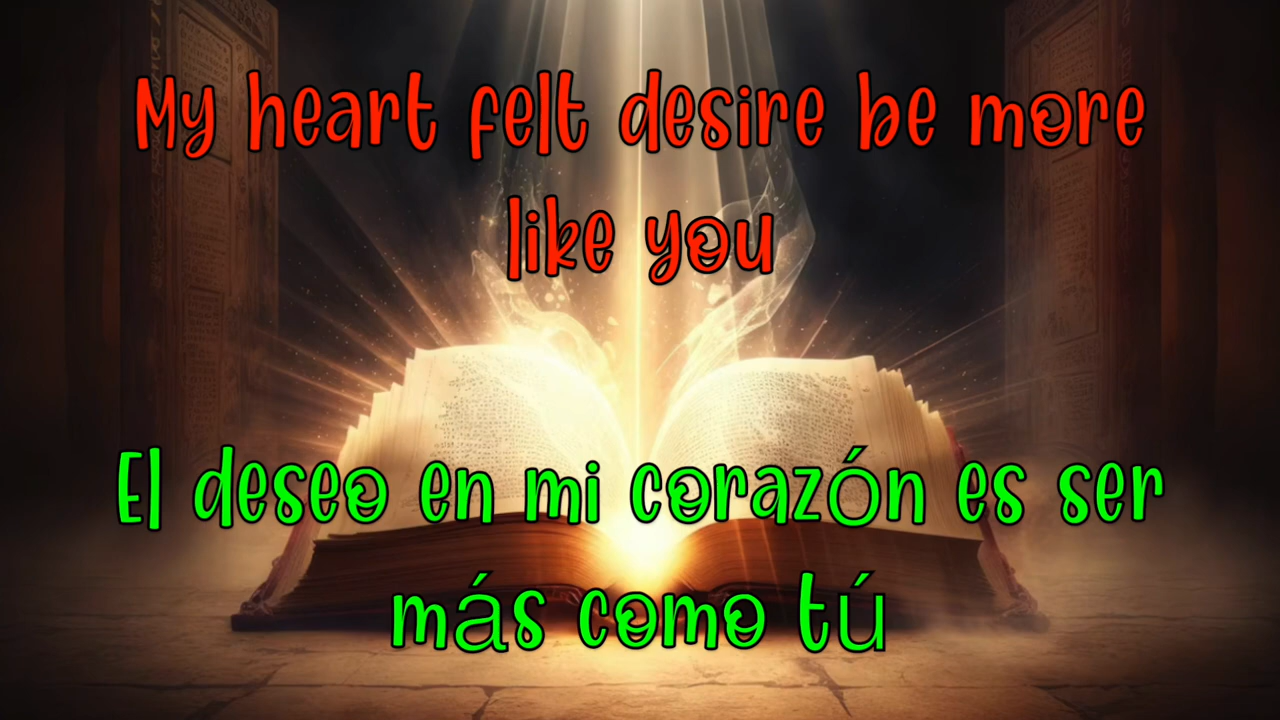 My heart felt desire be more
like you
El deseo en mi corazón es ser
más como tú